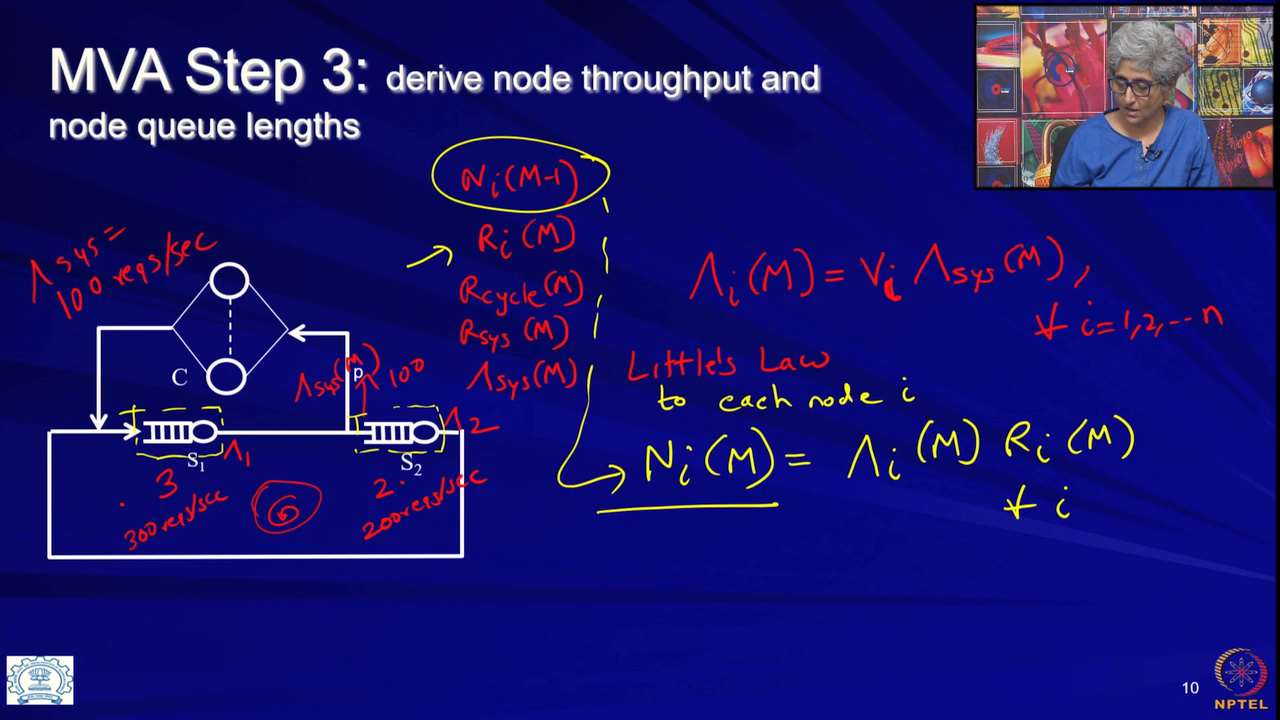 MVA Step 3: derive node throughput and
node queue lengths
Λsys =
100 reqs/sec
C
S₁
S₂
p
Λsys(M)
100
Λ₁
Λ₂
3
300 reqs/sec
2
200 reqs/sec
6
Nᵢ(M-1)
Rᵢ(M)
Rcycle(M)
Rsys(M)
Λsys(M)
Λᵢ(M) = Vᵢ Λsys(M),
∀ i=1,2,-- n
Little's Law
to each node i
Nᵢ(M) = Λᵢ(M) Rᵢ(M)
∀ i
10
NPTEL